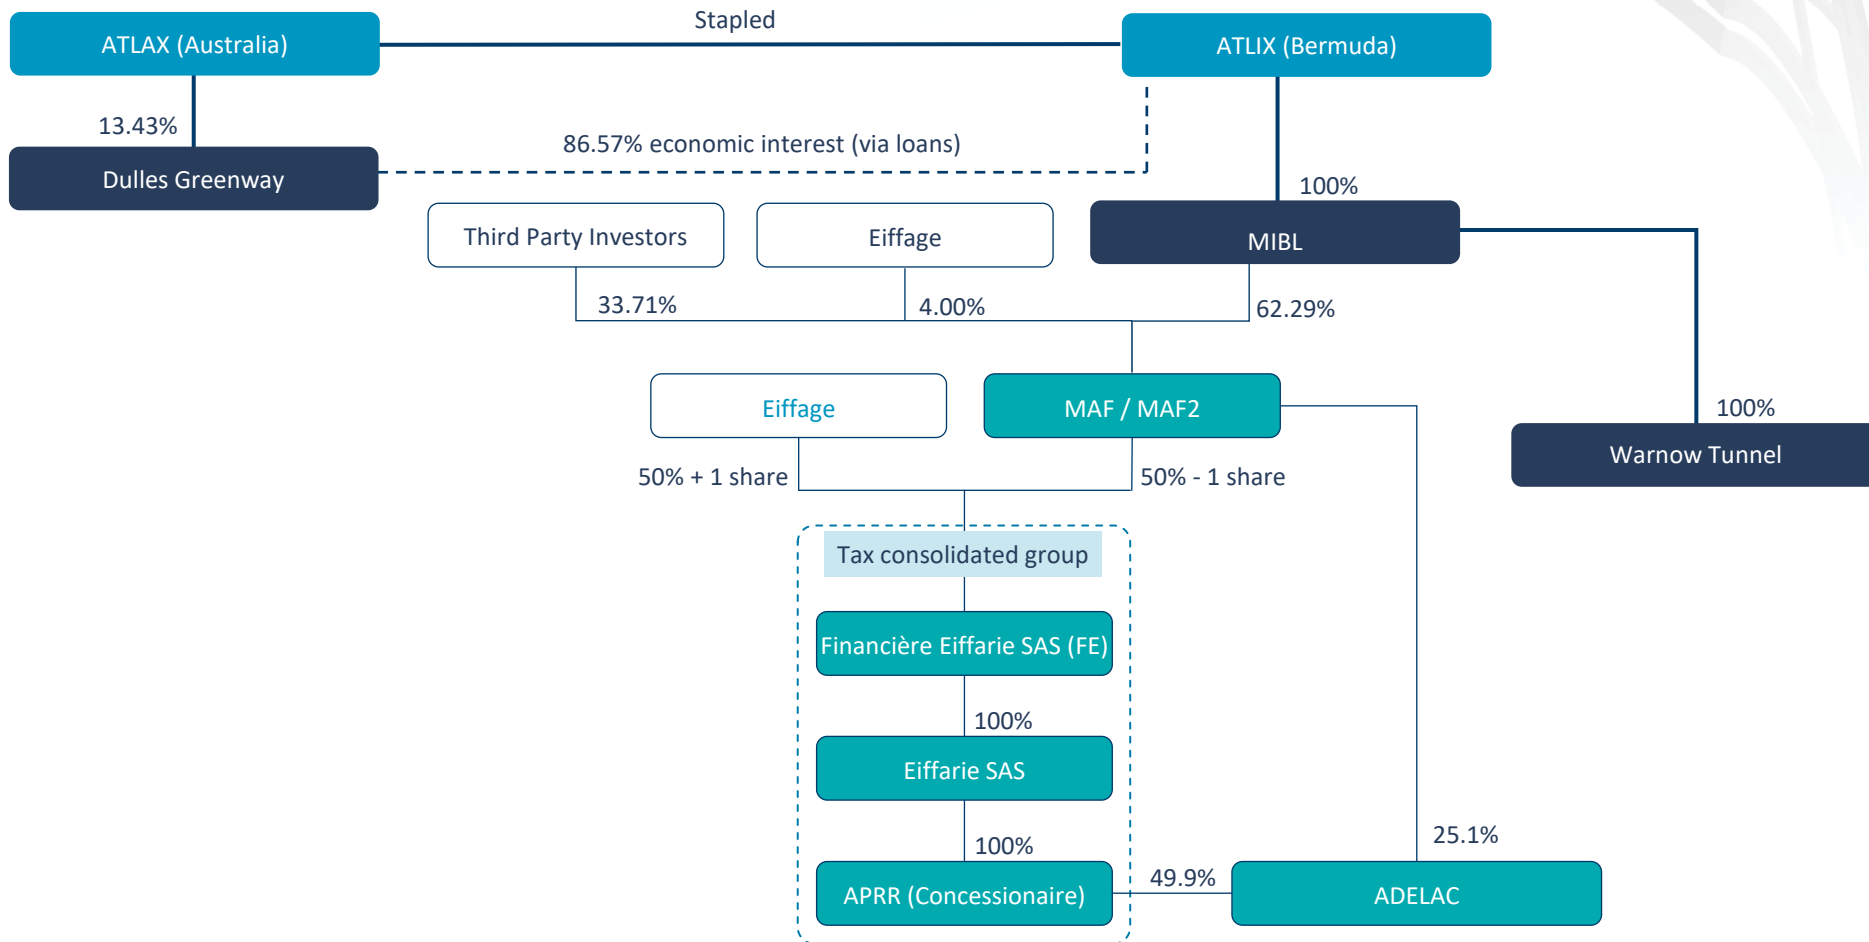 Stapled
ATLAX (Australia)
ATLIX (Bermuda)
13.43%
86.57% economic interest (via loans)
Dulles Greenway
100%
Third Party Investors
Eiffage
MIBL
33.71%
4.00%
62.29%
Eiffage
MAF / MAF2
100%
Warnow Tunnel
50% + 1 share
50% - 1 share
Tax consolidated group
Financière Eiffarie SAS (FE)
100%
Eiffarie SAS
100%
25.1%
APRR (Concessionaire)
49.9%
ADELAC